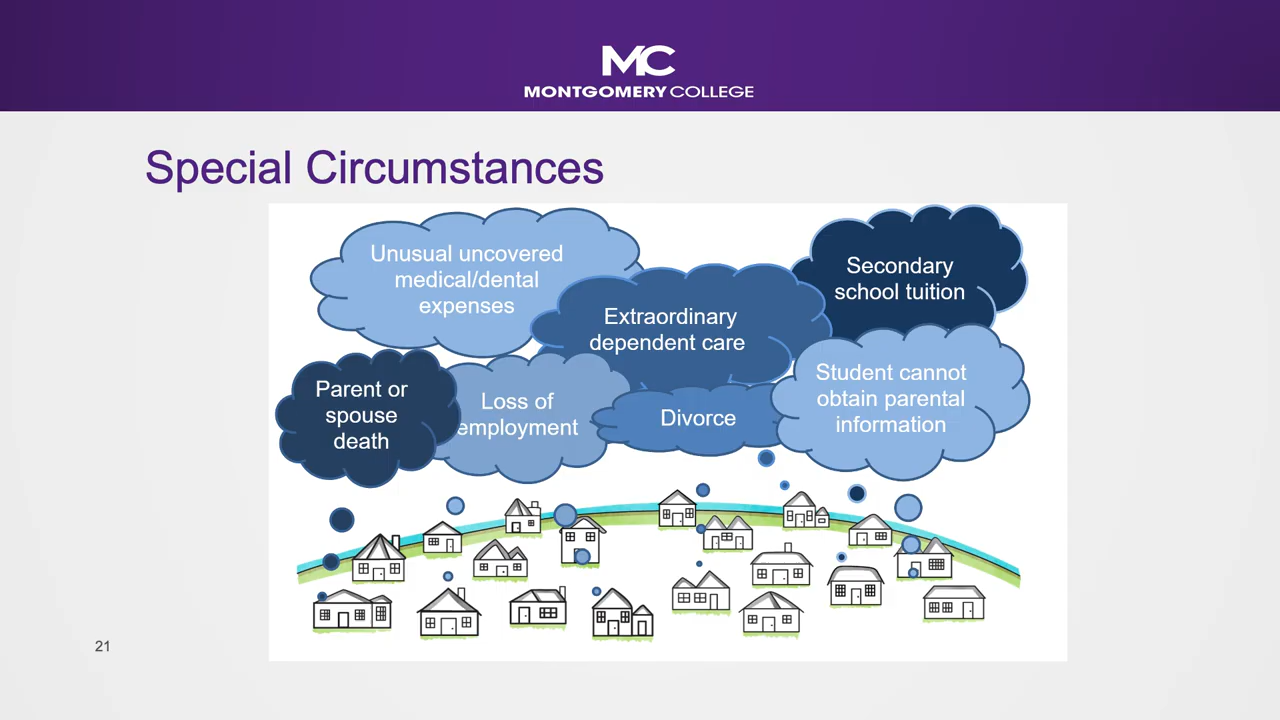 MC
MONTGOMERY COLLEGE
Special Circumstances
Unusual uncovered
medical/dental
expenses
Extraordinary
dependent care
Secondary
school tuition
Parent or
spouse
death
Loss of
employment
Divorce
Student cannot
obtain parental
information
21